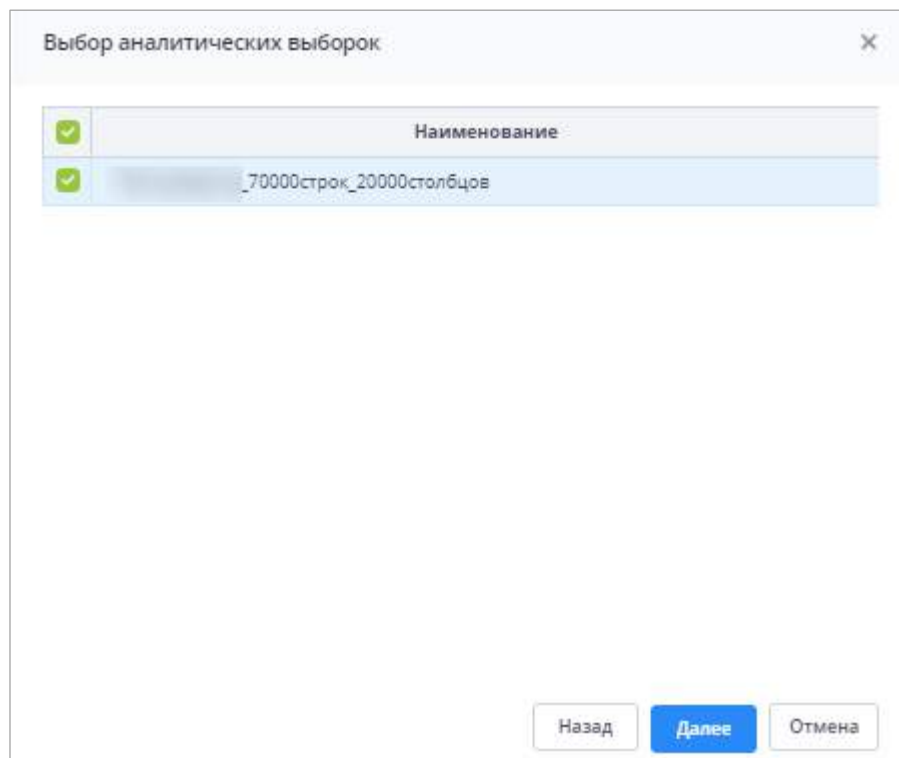 Выбор аналитических выборок
Наименование
_70000строк_20000столбцов
Назад Далее Отмена